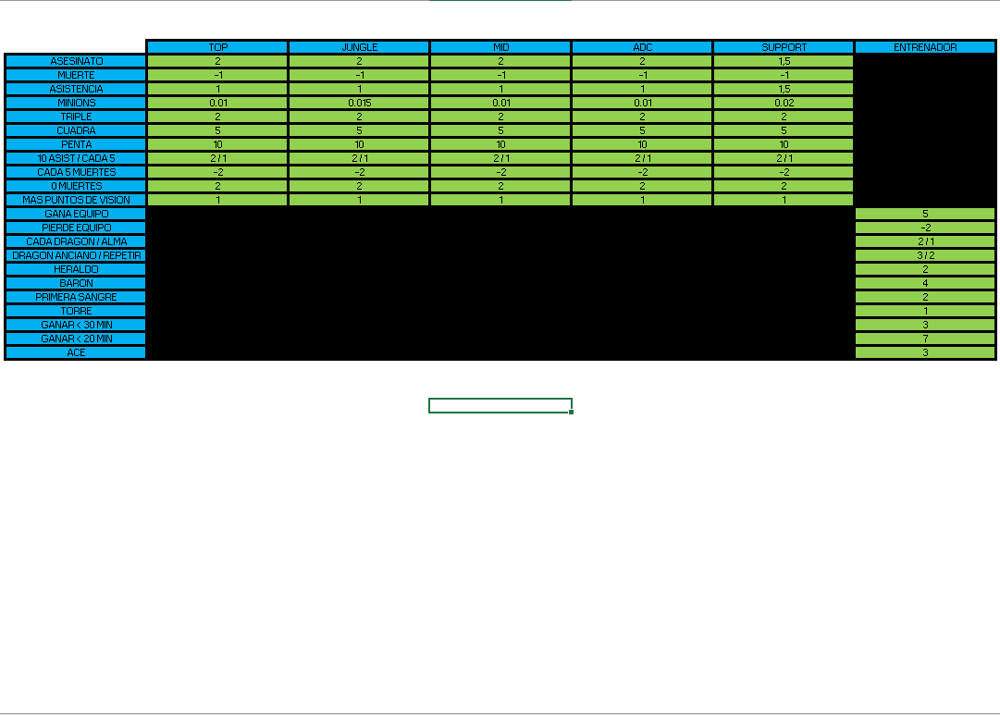 TOP JUNGLE MID ADC SUPPORT ENTRENADOR
ASESINATO 2 2 2 2 1,5
MUERTE -1 -1 -1 -1 -1
ASISTENCIA 1 1 1 1 1,5
MINIONS 0.01 0.015 0.01 0.01 0.02
TRIPLE 2 2 2 2 2
CUADRA 5 5 5 5 5
PENTA 10 10 10 10 10
10 ASIST / CADA 5 2 / 1 2 / 1 2 / 1 2 / 1 2 / 1
CADA 5 MUERTES -2 -2 -2 -2 -2
0 MUERTES 2 2 2 2 2
MAS PUNTOS DE VISION 1 1 1 1 1
GANA EQUIPO 5
PIERDE EQUIPO -2
CADA DRAGON / ALMA 2 / 1
DRAGON ANCIANO / REPETIR 3 / 2
HERALDO 2
BARON 4
PRIMERA SANGRE 2
TORRE 1
GANAR < 30 MIN 3
GANAR < 20 MIN 7
ACE 3